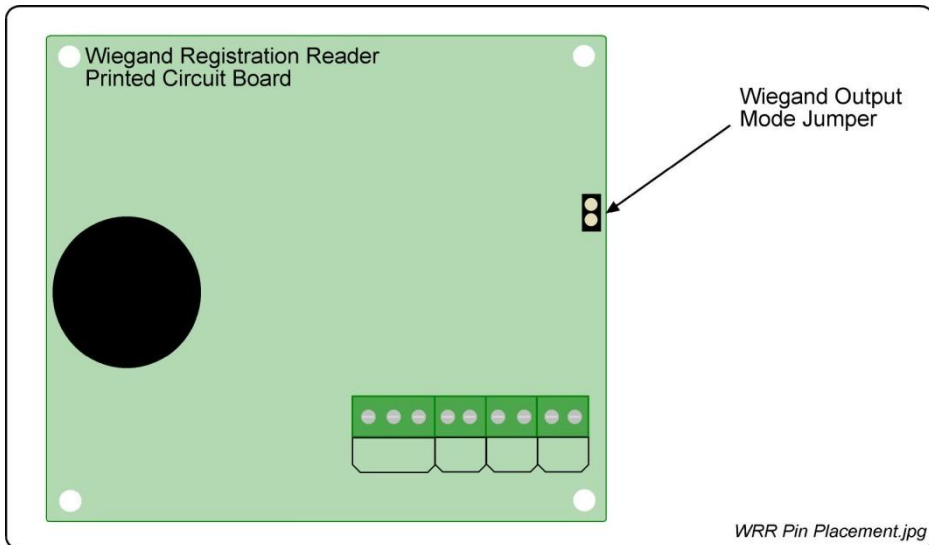 Wiegand Registration Reader
Printed Circuit Board
Wiegand Output
Mode Jumper
WRR Pin Placement.jpg